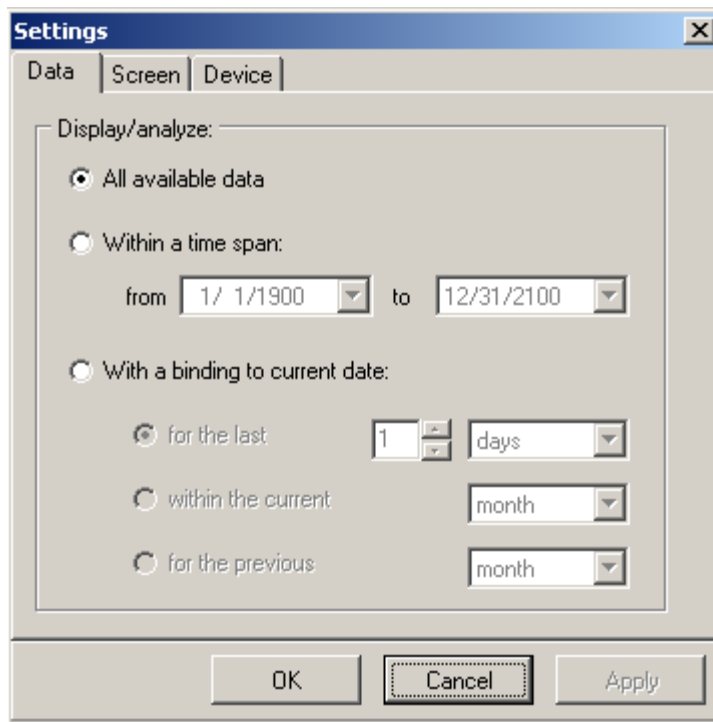 Settings
Data Screen Device
Display/analyze:
All available data
Within a time span:
from 1/ 1/1900 to 12/31/2100
With a binding to current date:
for the last 1 days
within the current month
for the previous month
OK Cancel Apply